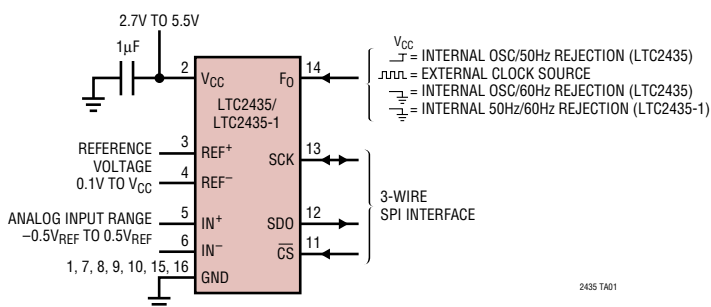 2.7V TO 5.5V
1µF
2
VCC
FO
14
LTC2435/
LTC2435-1
VCC
= INTERNAL OSC/50Hz REJECTION (LTC2435)
= EXTERNAL CLOCK SOURCE
= INTERNAL OSC/60Hz REJECTION (LTC2435)
= INTERNAL 50Hz/60Hz REJECTION (LTC2435-1)
REFERENCE
VOLTAGE
0.1V TO VCC
3
REF+
4
REF–
SCK
13
3-WIRE
SPI INTERFACE
ANALOG INPUT RANGE
–0.5VREF TO 0.5VREF
5
IN+
6
IN–
SDO
12
CS
11
1, 7, 8, 9, 10, 15, 16
GND
2435 TA01